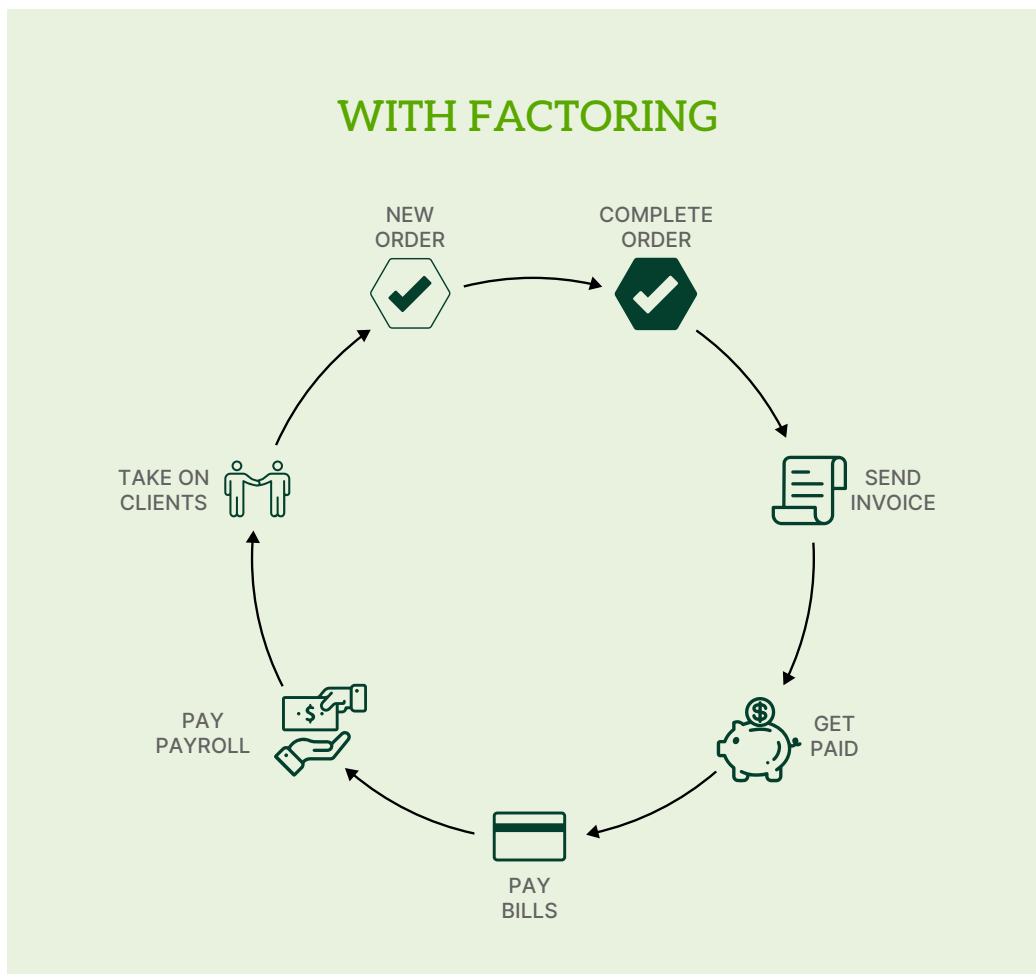 WITH FACTORING
NEW
ORDER
COMPLETE
ORDER
SEND
INVOICE
GET
PAID
PAY
BILLS
PAY
PAYROLL
TAKE ON
CLIENTS